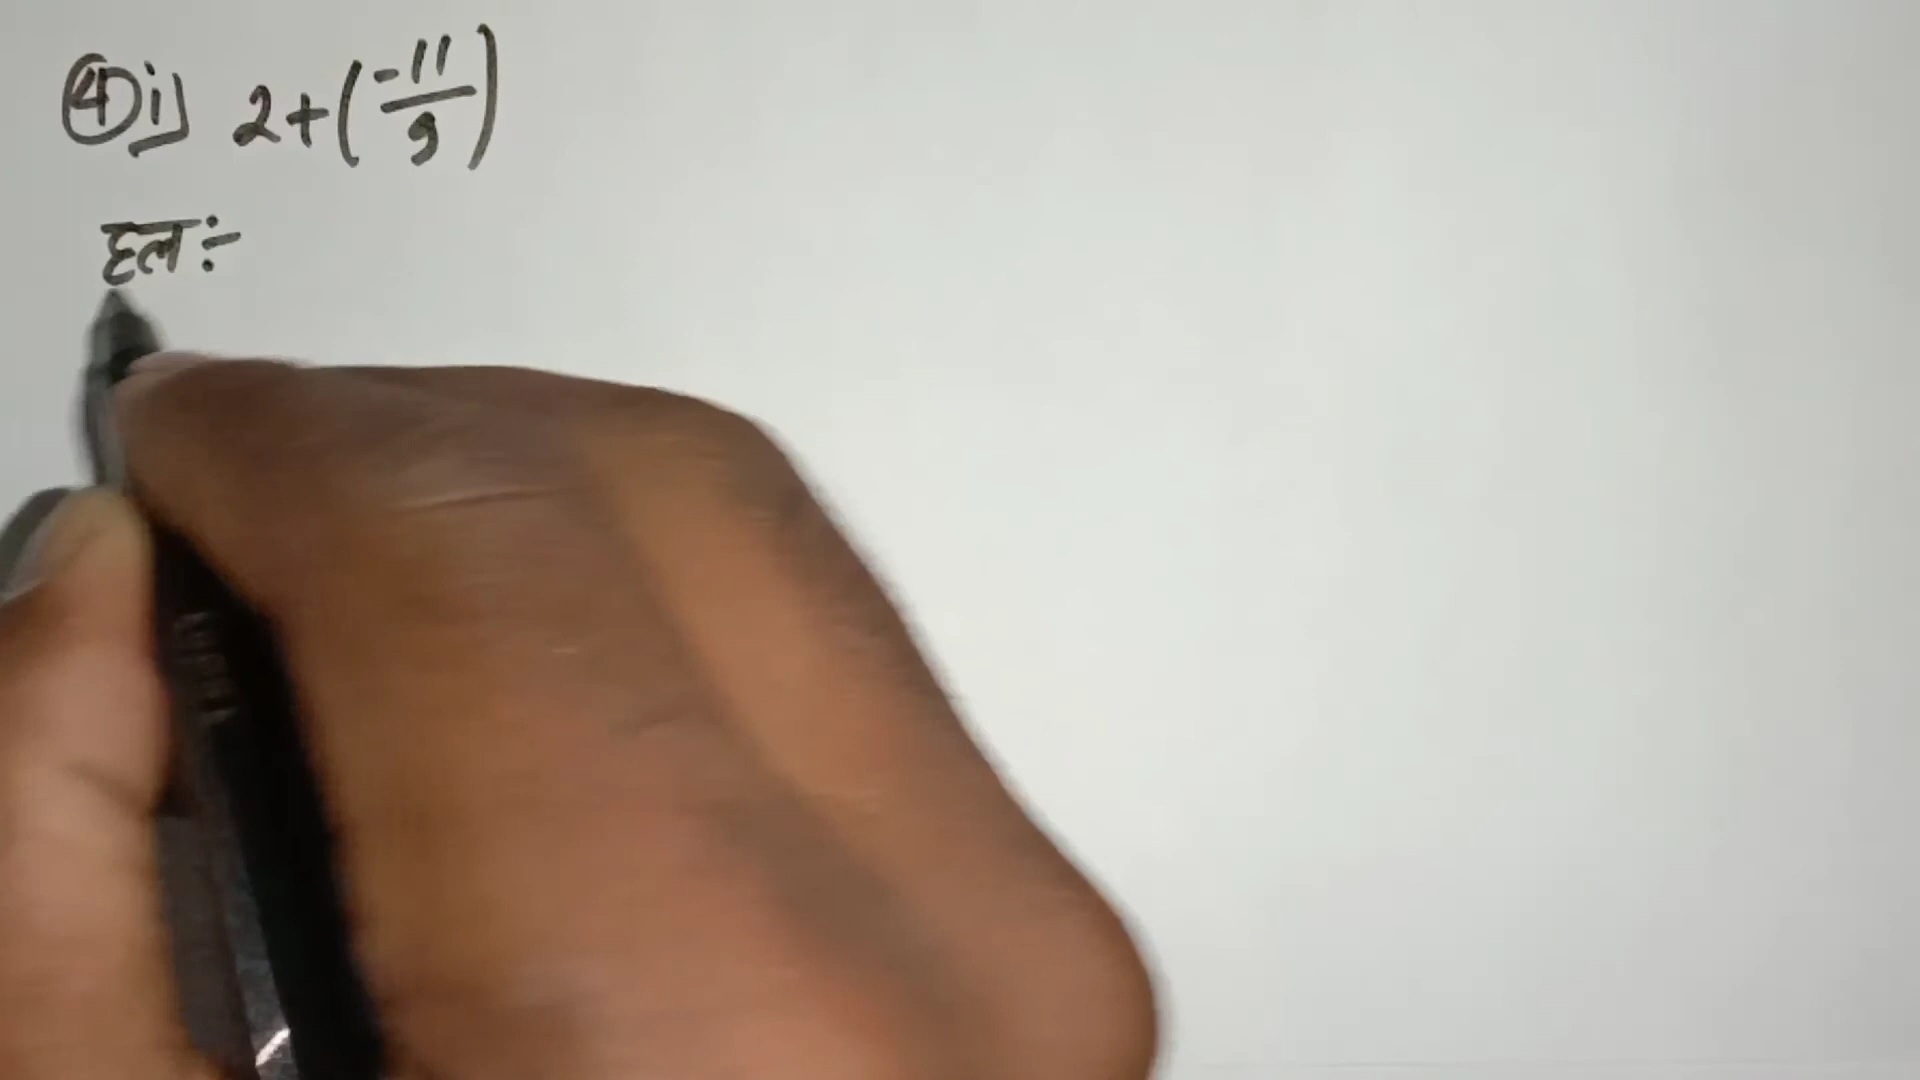 ④ i) 2+(-11/9)
हल:-